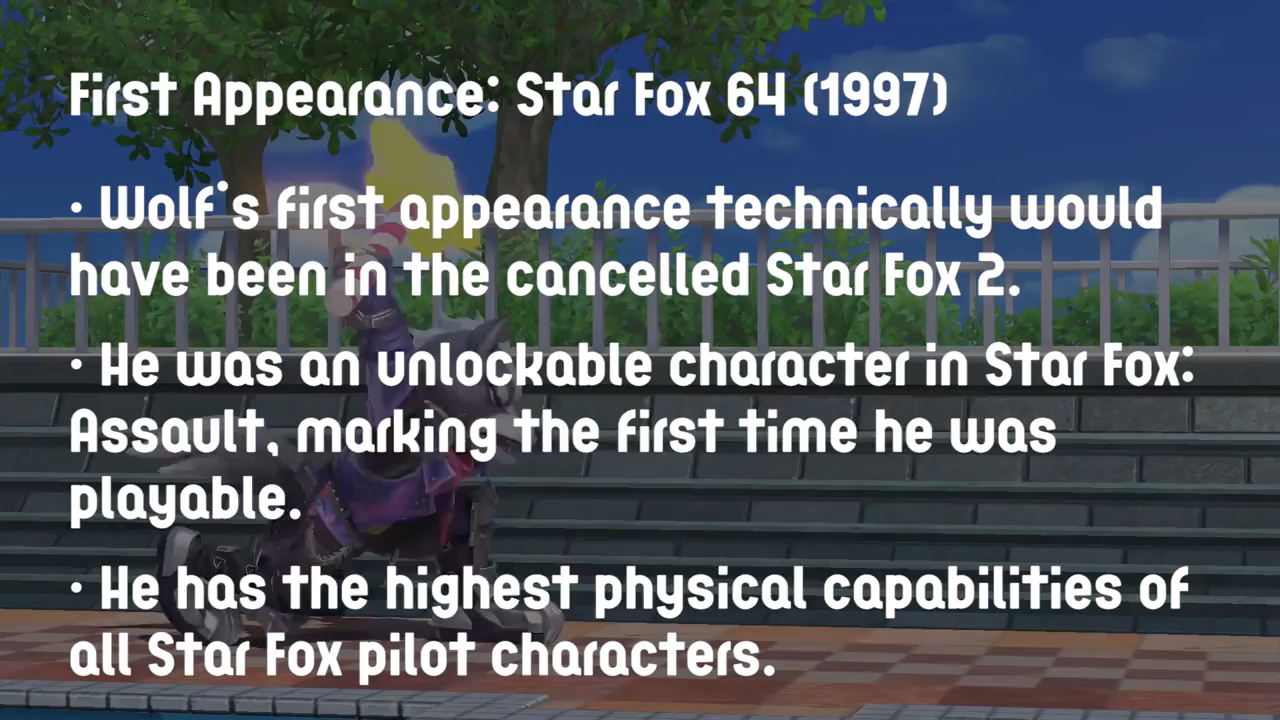 First Appearance: Star Fox 64 (1997)
· Wolf's first appearance technically would
have been in the cancelled Star Fox 2.
· He was an unlockable character in Star Fox:
Assault, marking the first time he was
playable.
· He has the highest physical capabilities of
all Star Fox pilot characters.